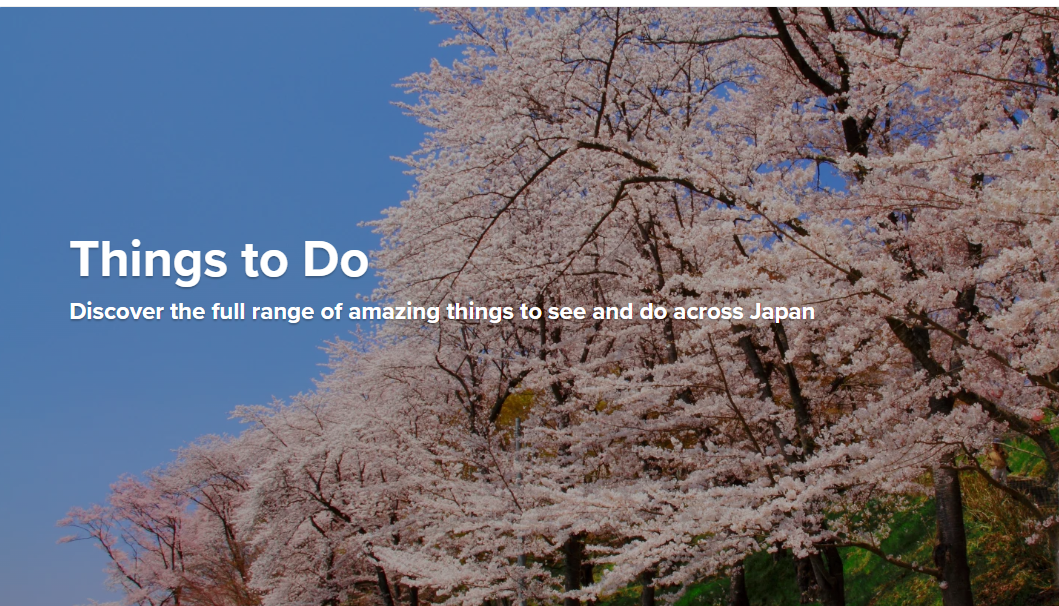 Things to Do
Discover the full range of amazing things to see and do across Japan